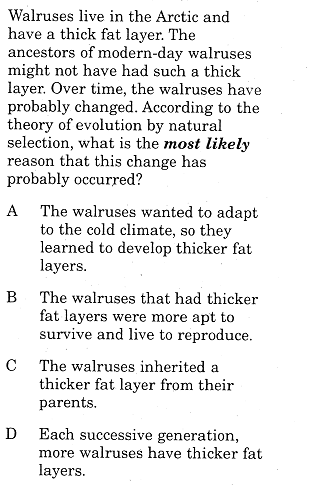 Walruses live in the Arctic and
have a thick fat layer. The
ancestors of modern-day walruses
might not have had such a thick
layer. Over time, the walruses have
probably changed. According to the
theory of evolution by natural
selection, what is the most likely
reason that this change has
probably occurred?
A The walruses wanted to adapt
to the cold climate, so they
learned to develop thicker fat
layers.
B The walruses that had thicker
fat layers were more apt to
survive and live to reproduce.
C The walruses inherited a
thicker fat layer from their
parents.
D Each successive generation,
more walruses have thicker fat
layers.